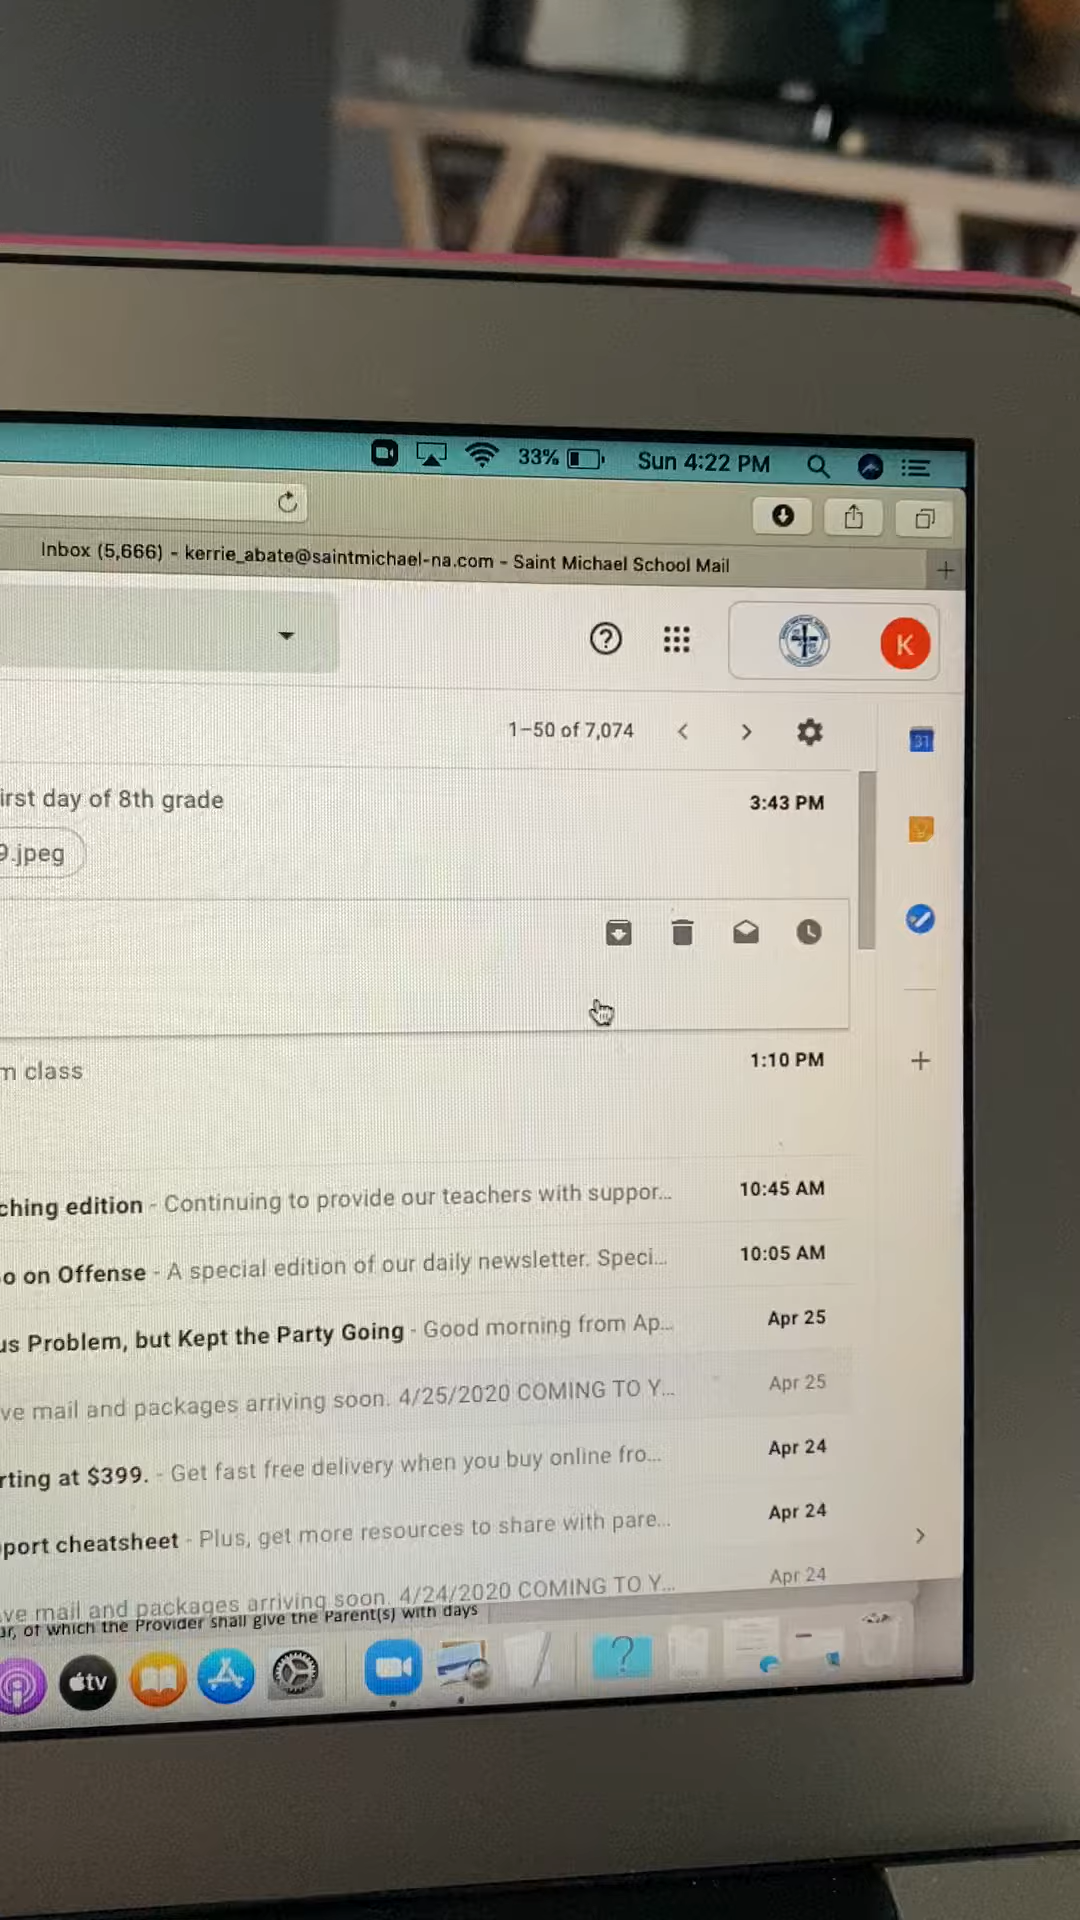 33% Sun 4:22 PM
Inbox (5,666) - kerrie_abate@saintmichael-na.com - Saint Michael School Mail
K
1-50 of 7,074
31
irst day of 8th grade 3:43 PM
9.jpeg
m class 1:10 PM
ching edition - Continuing to provide our teachers with suppor... 10:45 AM
o on Offense - A special edition of our daily newsletter. Speci... 10:05 AM
us Problem, but Kept the Party Going - Good morning from Ap... Apr 25
ve mail and packages arriving soon. 4/25/2020 COMING TO Y... Apr 25
rting at $399. - Get fast free delivery when you buy online fro... Apr 24
port cheatsheet - Plus, get more resources to share with pare... Apr 24
ve mail and packages arriving soon. 4/24/2020 COMING TO Y... Apr 24
ar, of which the Provider shall give the Parent(s) with days
tv
?